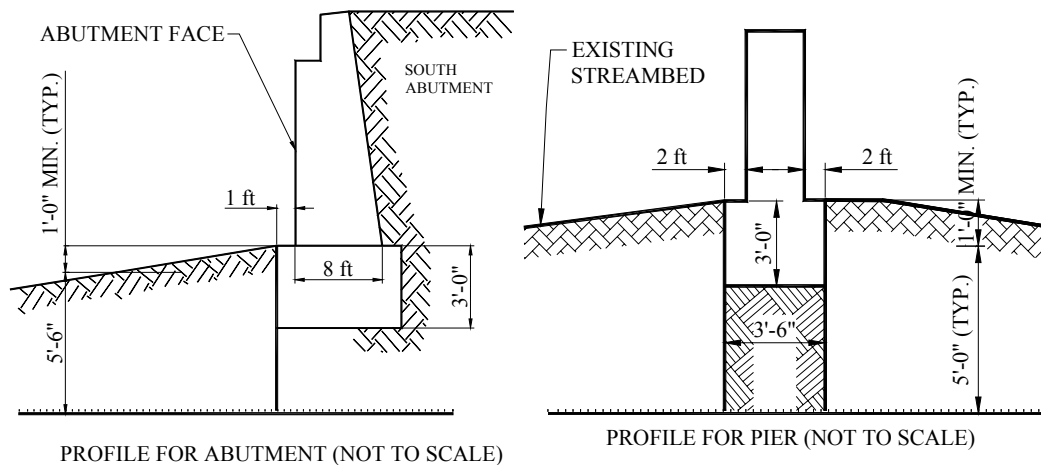 ABUTMENT FACE
SOUTH
ABUTMENT
1'-0" MIN. (TYP.)
1 ft
8 ft
3'-0"
5'-6"
PROFILE FOR ABUTMENT (NOT TO SCALE)
EXISTING
STREAMBED
2 ft
2 ft
1'-0" MIN. (TYP.)
3'-0"
3'-6"
5'-0" (TYP.)
PROFILE FOR PIER (NOT TO SCALE)